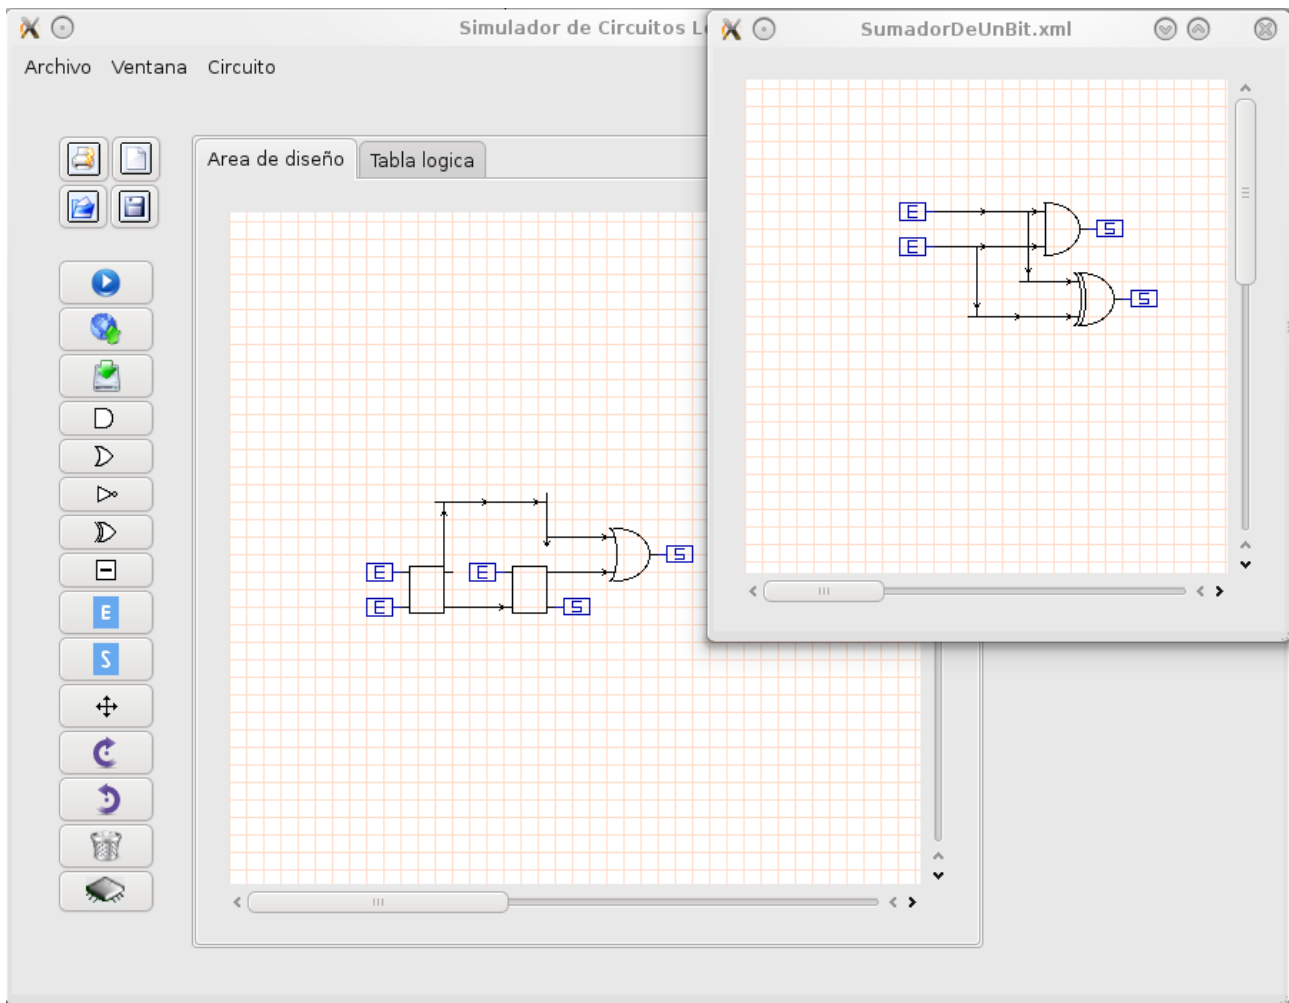 Simulador de Circuitos L
SumadorDeUnBit.xml
Archivo Ventana Circuito
Area de diseño
Tabla logica
E
S
E
E
S
E
E
S
E
S
E
S